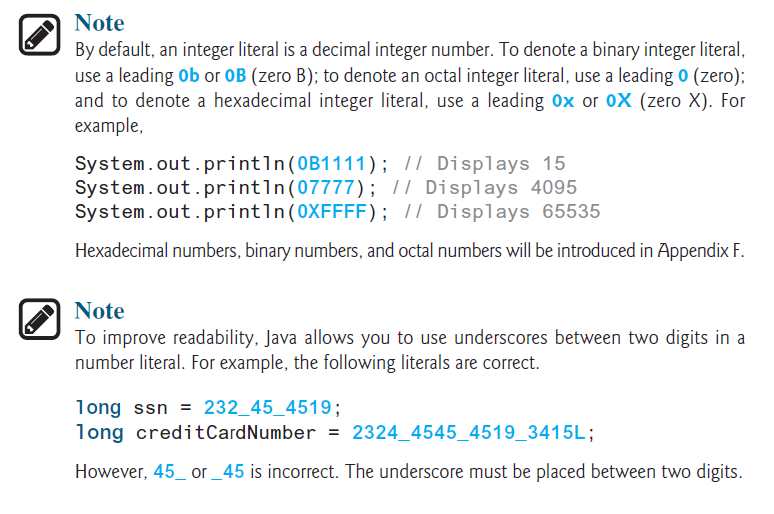 Note
By default, an integer literal is a decimal integer number. To denote a binary integer literal,
use a leading 0b or 0B (zero B); to denote an octal integer literal, use a leading 0 (zero);
and to denote a hexadecimal integer literal, use a leading 0x or 0X (zero X). For
example,
System.out.println(0B1111); // Displays 15
System.out.println(07777); // Displays 4095
System.out.println(0XFFFF); // Displays 65535
Hexadecimal numbers, binary numbers, and octal numbers will be introduced in Appendix F.
Note
To improve readability, Java allows you to use underscores between two digits in a
number literal. For example, the following literals are correct.
long ssn = 232_45_4519;
long creditCardNumber = 2324_4545_4519_3415L;
However, 45_ or _45 is incorrect. The underscore must be placed between two digits.